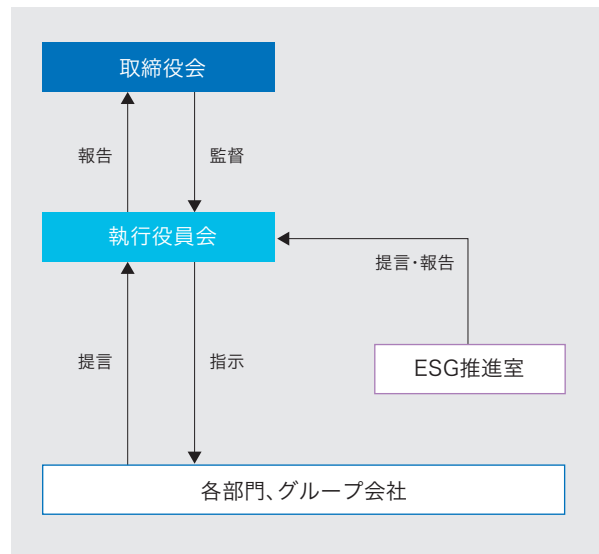 取締役会
報告
監督
執行役員会
提言･報告
提言
指示
ESG推進室
各部門､グループ会社